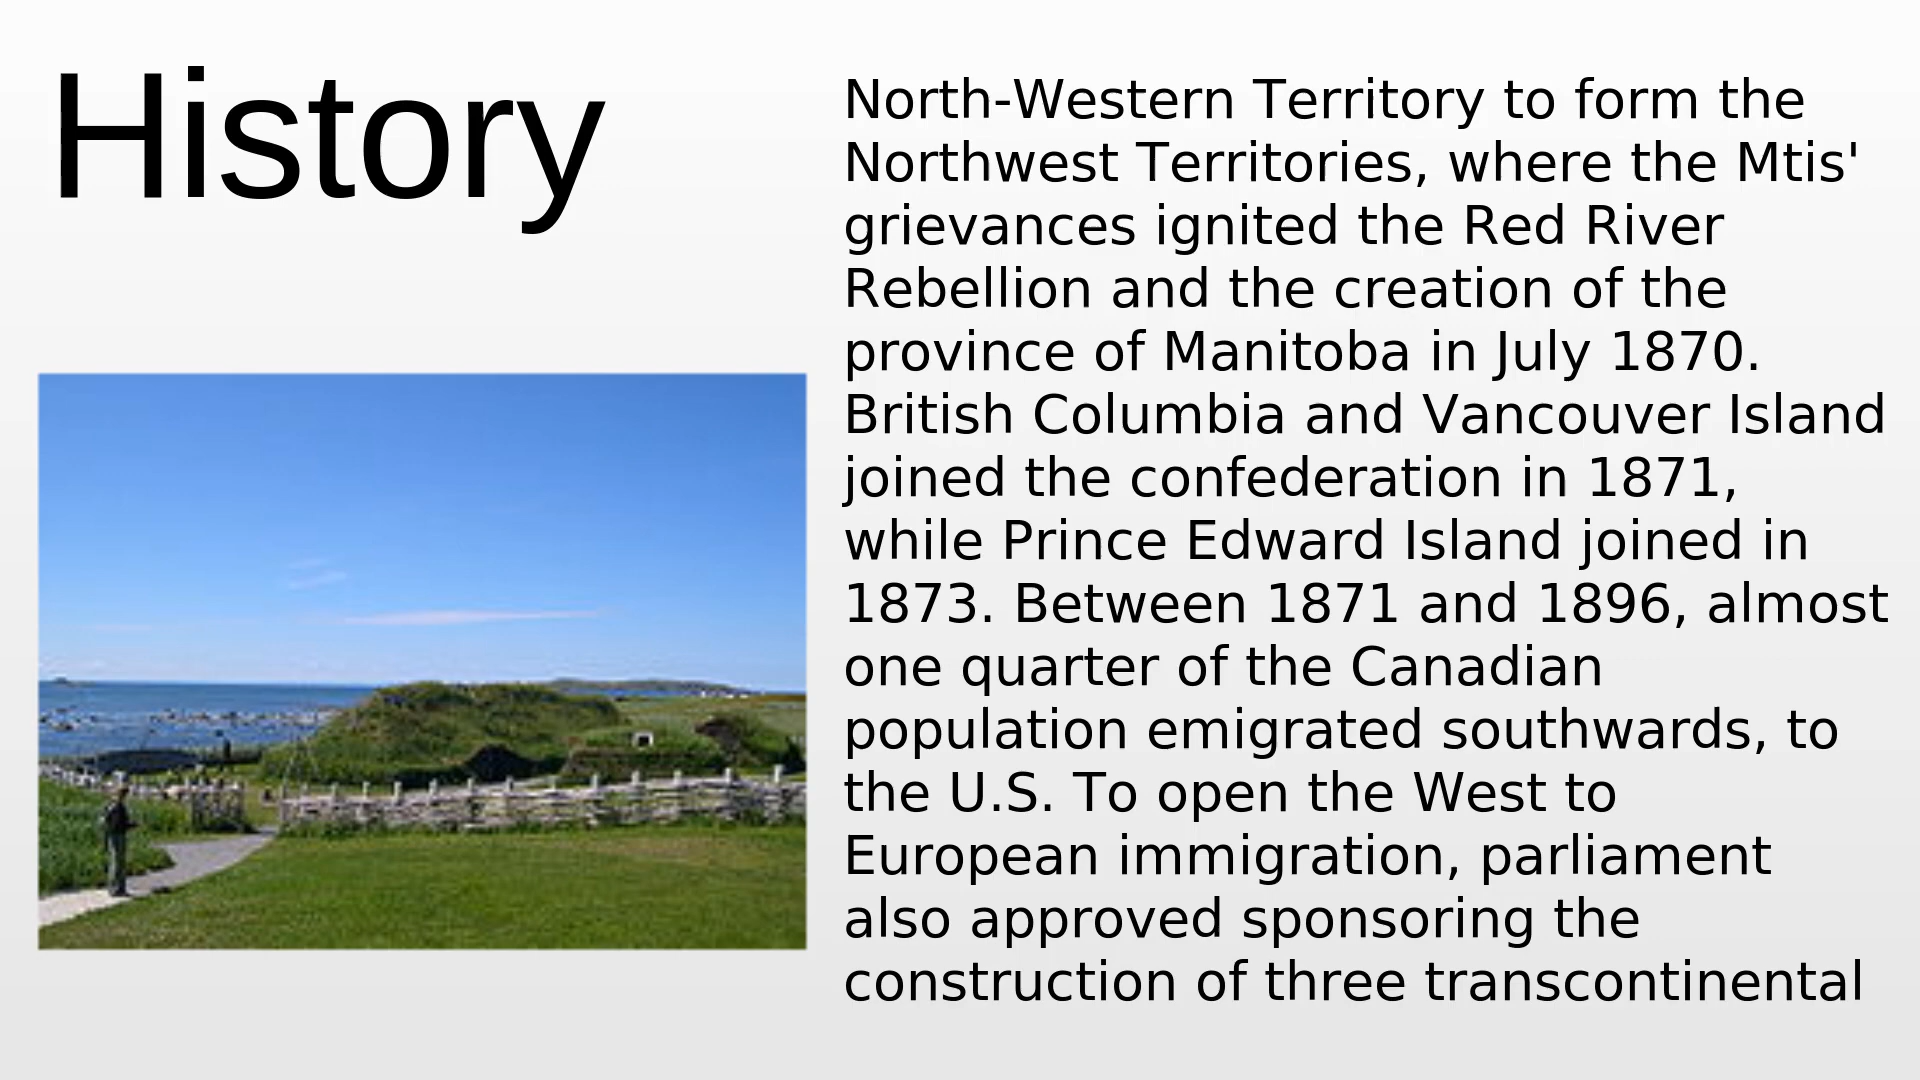 History
North-Western Territory to form the
Northwest Territories, where the Mtis'
grievances ignited the Red River
Rebellion and the creation of the
province of Manitoba in July 1870.
British Columbia and Vancouver Island
joined the confederation in 1871,
while Prince Edward Island joined in
1873. Between 1871 and 1896, almost
one quarter of the Canadian
population emigrated southwards, to
the U.S. To open the West to
European immigration, parliament
also approved sponsoring the
construction of three transcontinental